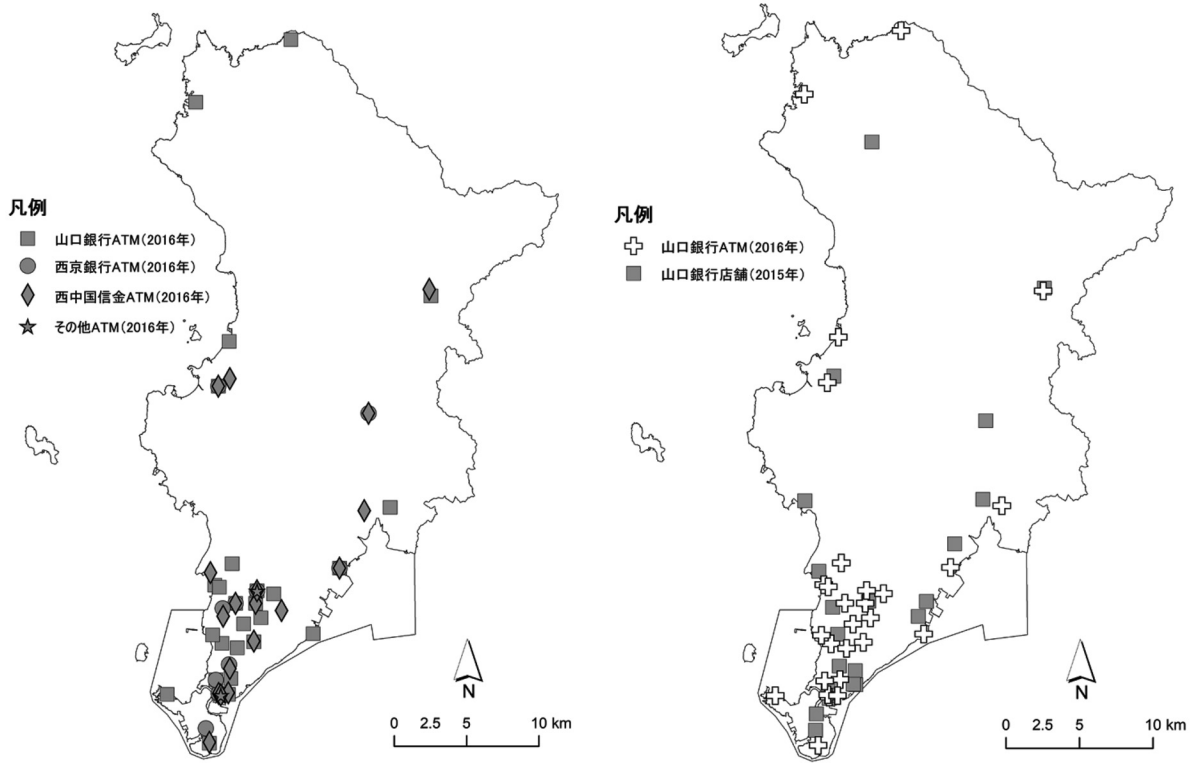 凡例
山口銀行ATM(2016年)
西京銀行ATM(2016年)
西中国信金ATM(2016年)
その他ATM(2016年)
N
0 2.5 5 10 km
凡例
山口銀行ATM(2016年)
山口銀行店舗(2015年)
N
0 2.5 5 10 km